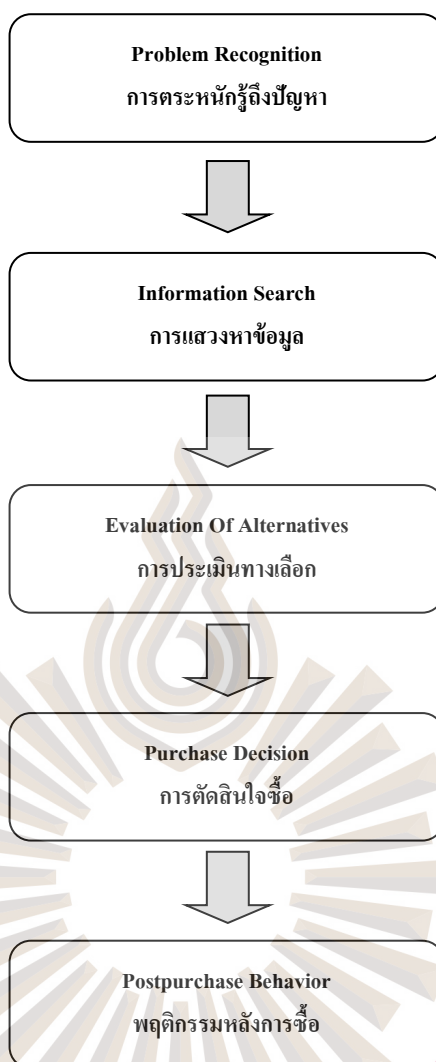 Problem Recognition
การตระหนักรู้ถึงปัญหา
Information Search
การแสวงหาข้อมูล
Evaluation Of Alternatives
การประเมินทางเลือก
Purchase Decision
การตัดสินใจซื้อ
Postpurchase Behavior
พฤติกรรมหลังการซื้อ